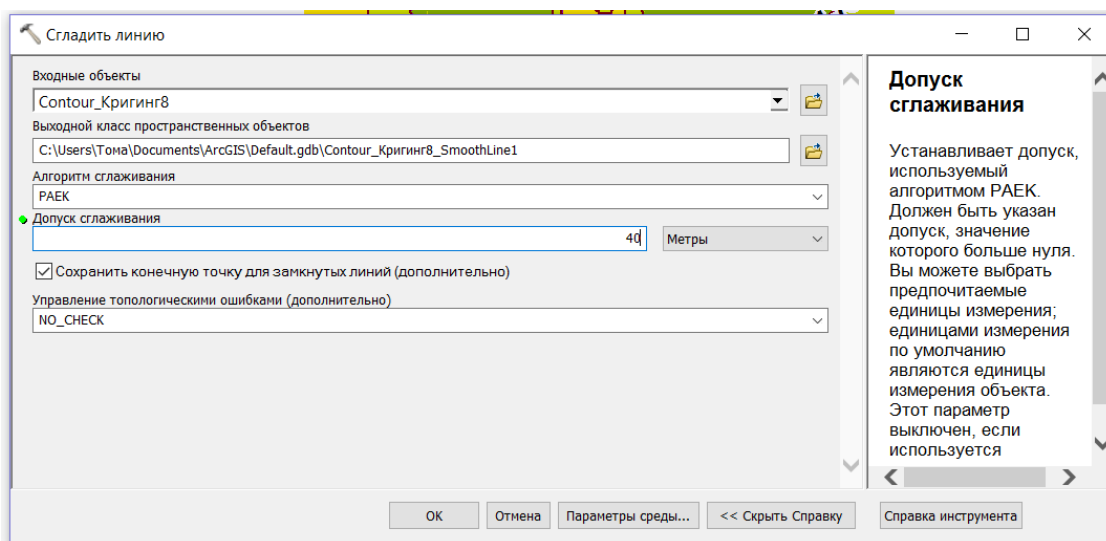 Сгладить линию
Входные объекты
Contour_Кригинг8
Выходной класс пространственных объектов
C:\Users\Тома\Documents\ArcGIS\Default.gdb\Contour_Кригинг8_SmoothLine1
Алгоритм сглаживания
PAEK
Допуск сглаживания
40 Метры
Сохранить конечную точку для замкнутых линий (дополнительно)
Управление топологическими ошибками (дополнительно)
NO_CHECK
Допуск
сглаживания
Устанавливает допуск,
используемый
алгоритмом PAEK.
Должен быть указан
допуск, значение
которого больше нуля.
Вы можете выбрать
предпочитаемые
единицы измерения;
единицами измерения
по умолчанию
являются единицы
измерения объекта.
Этот параметр
выключен, если
используется
OK Отмена Параметры среды... << Скрыть Справку Справка инструмента